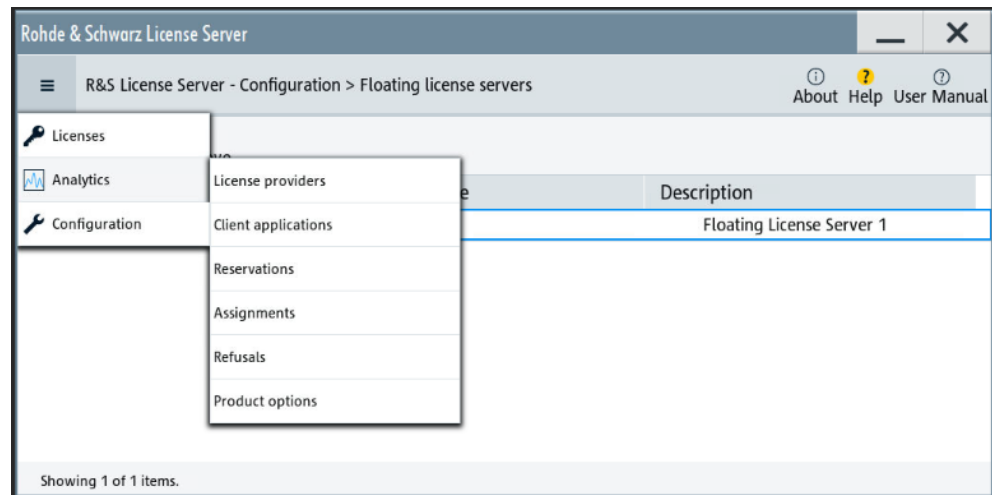 Rohde & Schwarz License Server
R&S License Server - Configuration > Floating license servers
About Help User Manual
Licenses
Analytics
Configuration
License providers
Client applications
Reservations
Assignments
Refusals
Product options
Description
Floating License Server 1
Showing 1 of 1 items.